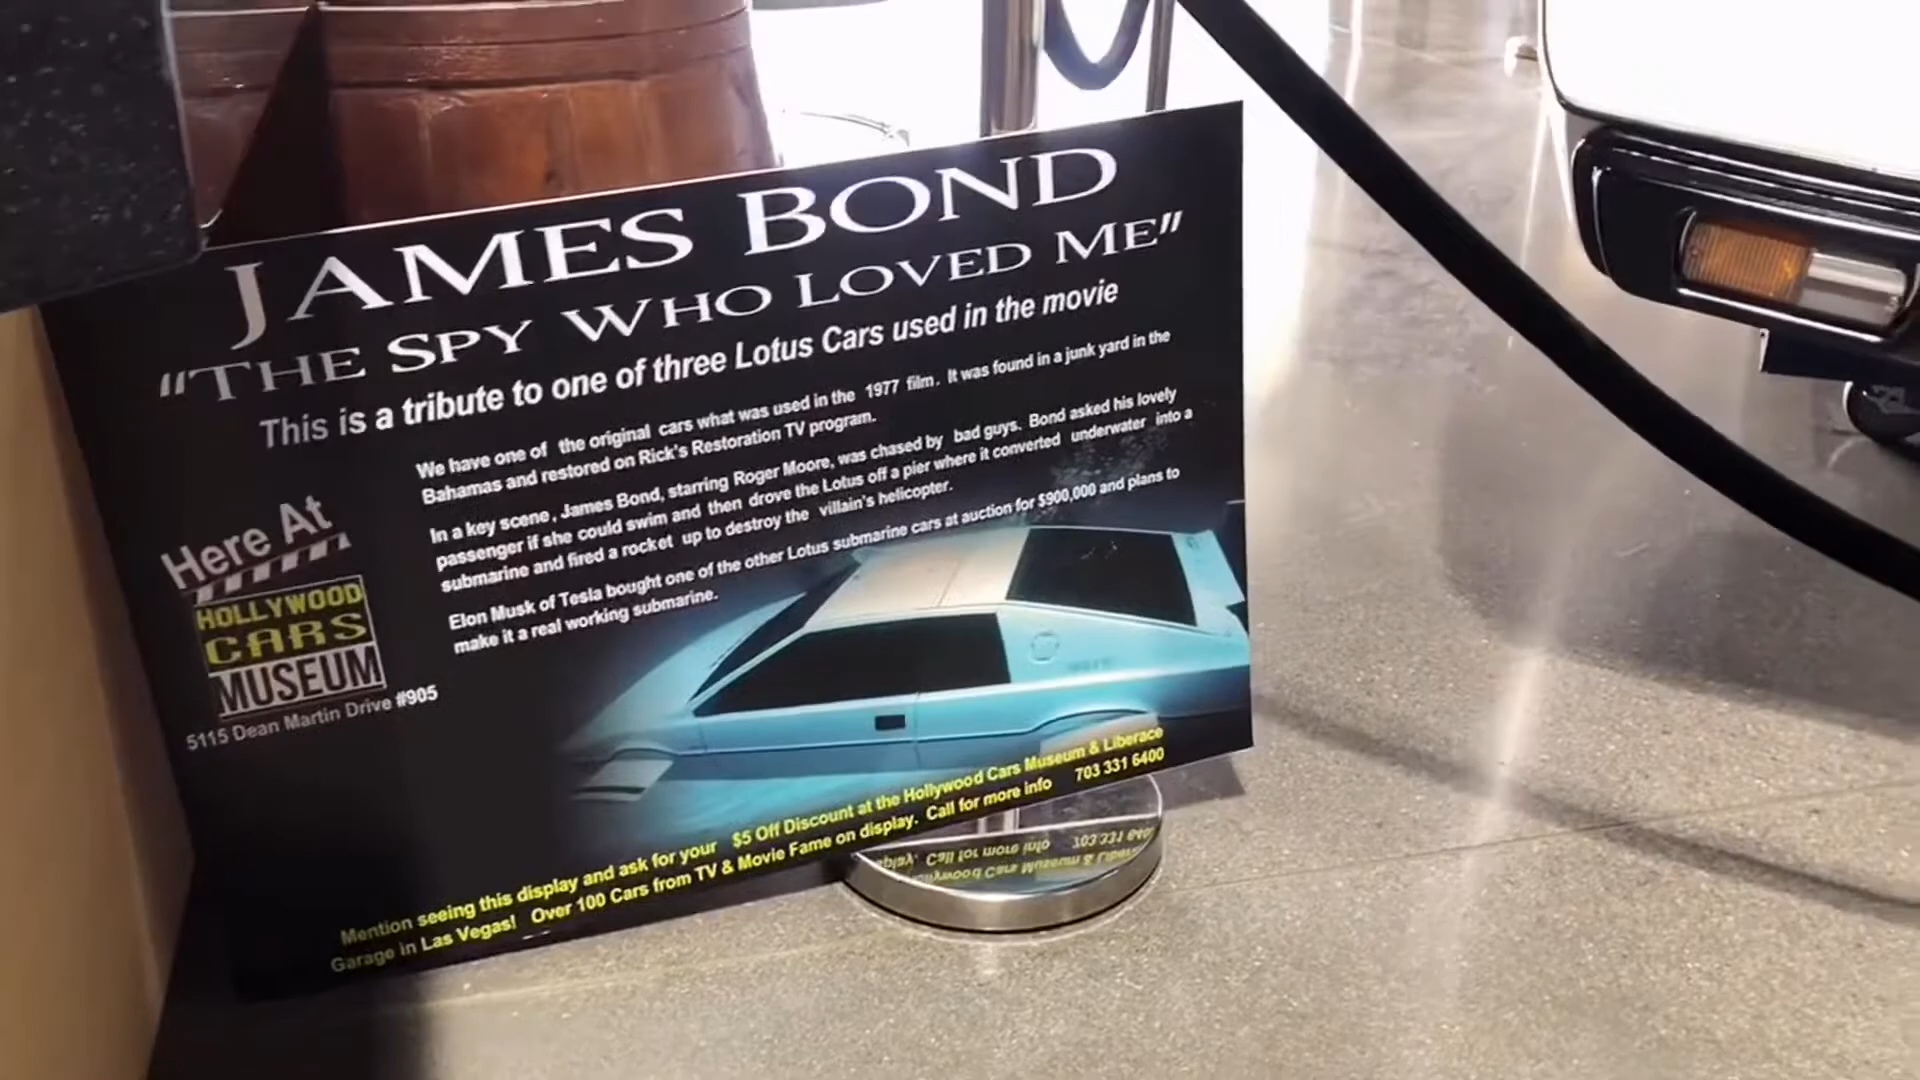 JAMES BOND
"THE SPY WHO LOVED ME"
This is a tribute to one of three Lotus Cars used in the movie
We have one of the original cars what was used in the 1977 film. It was found in a junk yard in the
Bahamas and restored on Rick's Restoration TV program.
In a key scene, James Bond, starring Roger Moore, was chased by bad guys. Bond asked his lovely
passenger if she could swim and then drove the Lotus off a pier where it converted underwater into a
submarine and fired a rocket up to destroy the villain's helicopter.
Elon Musk of Tesla bought one of the other Lotus submarine cars at auction for $900,000 and plans to
make it a real working submarine.
Here At
HOLLYWOOD
CARS
MUSEUM
5115 Dean Martin Drive #905
Mention seeing this display and ask for your $5 Off Discount at the Hollywood Cars Museum & Liberace
Garage in Las Vegas! Over 100 Cars from TV & Movie Fame on display. Call for more info 703 331 6400